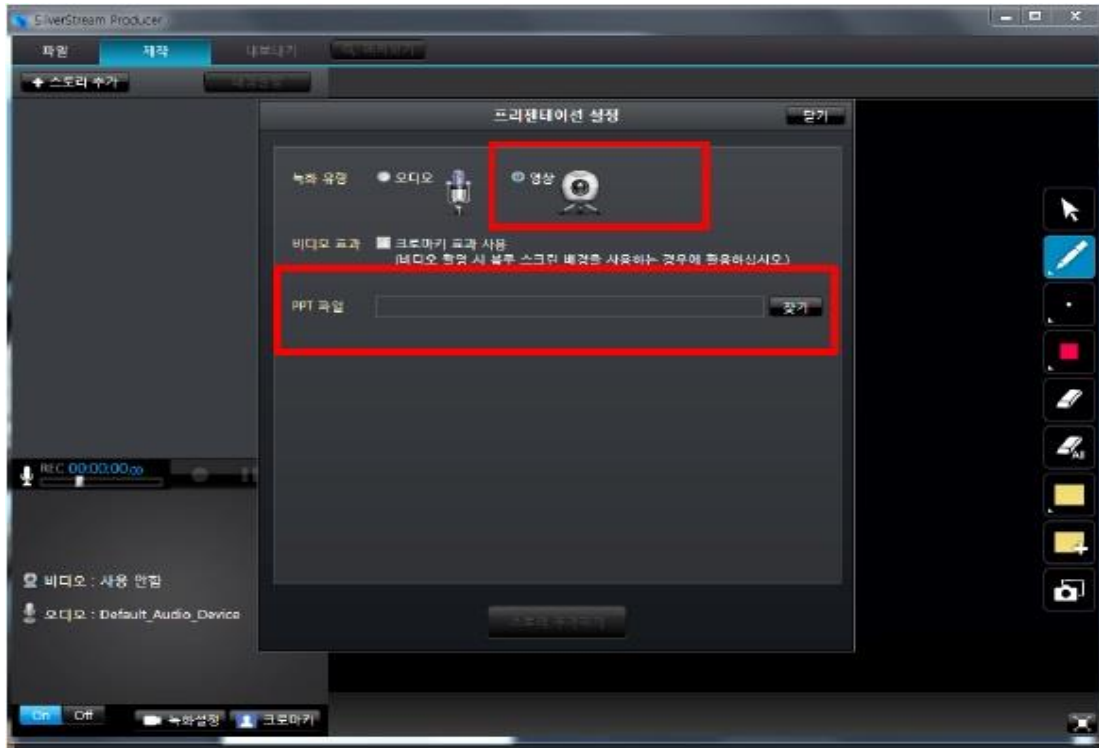 SilverStream Producer
파일 제작 내보내기
스토리 추가
프리젠테이션 설정 닫기
녹화 유형 오디오 영상
비디오 효과 크로마키 효과 사용
(비디오 촬영 시 블루 스크린 배경을 사용하는 경우에 활용하십시오.)
PPT 파일 찾기
REC 00:00:00.00
All
비디오 : 사용 안함
오디오 : Default_Audio_Device
On Off 녹화설정 크로마키